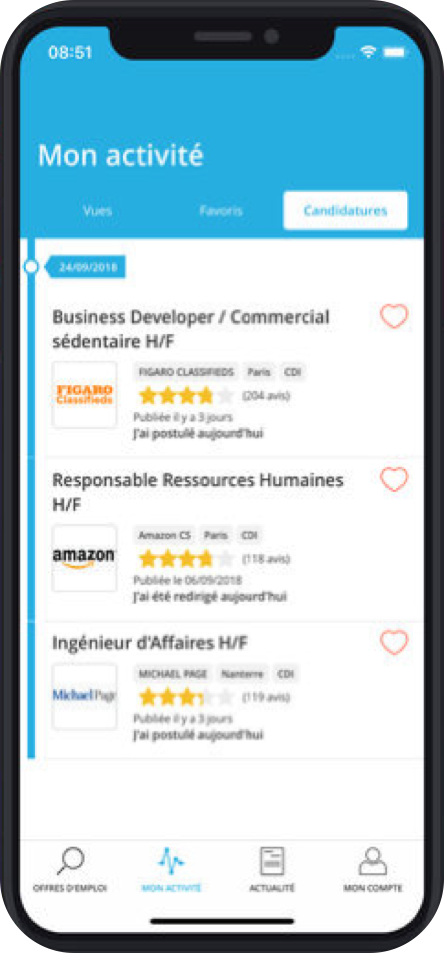 08:51
Mon activité
Vues Favoris Candidatures
24/09/2018
Business Developer / Commercial
sédentaire H/F
FIGARO
Classifieds
FIGARO CLASSIFIEDS Paris CDI
(204 avis)
Publiée il y a 3 jours
J'ai postulé aujourd'hui
Responsable Ressources Humaines
H/F
amazon
Amazon CS Paris CDI
(118 avis)
Publiée le 06/09/2018
J'ai été redirigé aujourd'hui
Ingénieur d'Affaires H/F
Michael Page
MICHAEL PAGE Nanterre CDI
(119 avis)
Publiée il y a 3 jours
J'ai postulé aujourd'hui
OFFRES D'EMPLOI MON ACTIVITÉ ACTUALITÉ MON COMPTE